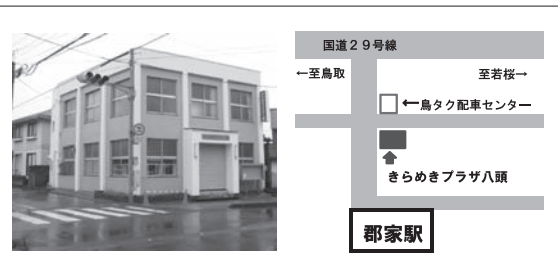 国道29号線
←至鳥取
至若桜→
←鳥タク配車センター
きらめきプラザ八頭
郡家駅